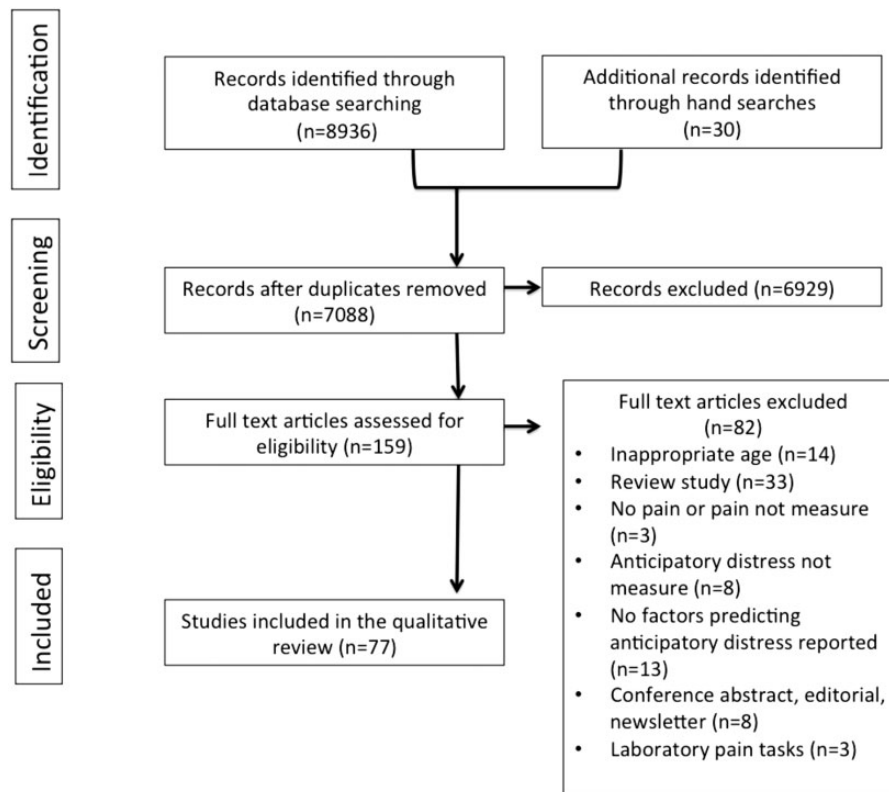 Identification
Records identified through
database searching
(n=8936)
Additional records identified
through hand searches
(n=30)
Screening
Records after duplicates removed
(n=7088)
Records excluded (n=6929)
Eligibility
Full text articles assessed for
eligibility (n=159)
Full text articles excluded
(n=82)
• Inappropriate age (n=14)
• Review study (n=33)
• No pain or pain not measure
(n=3)
• Anticipatory distress not
measure (n=8)
• No factors predicting
anticipatory distress reported
(n=13)
• Conference abstract, editorial,
newsletter (n=8)
• Laboratory pain tasks (n=3)
Included
Studies included in the qualitative
review (n=77)